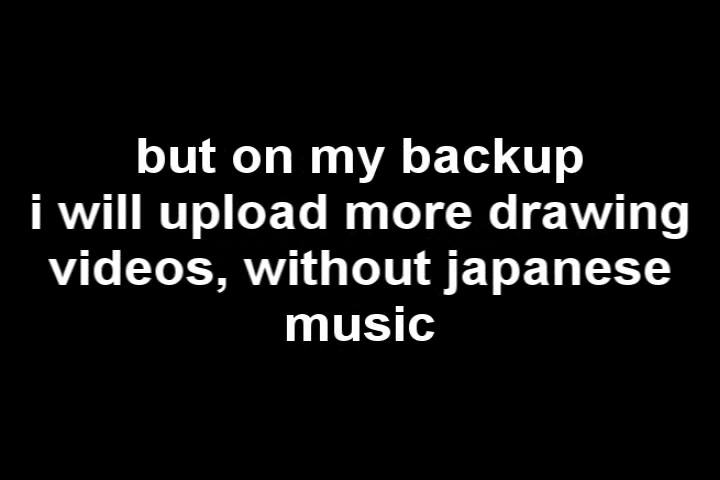 but on my backup
i will upload more drawing
videos, without japanese
music